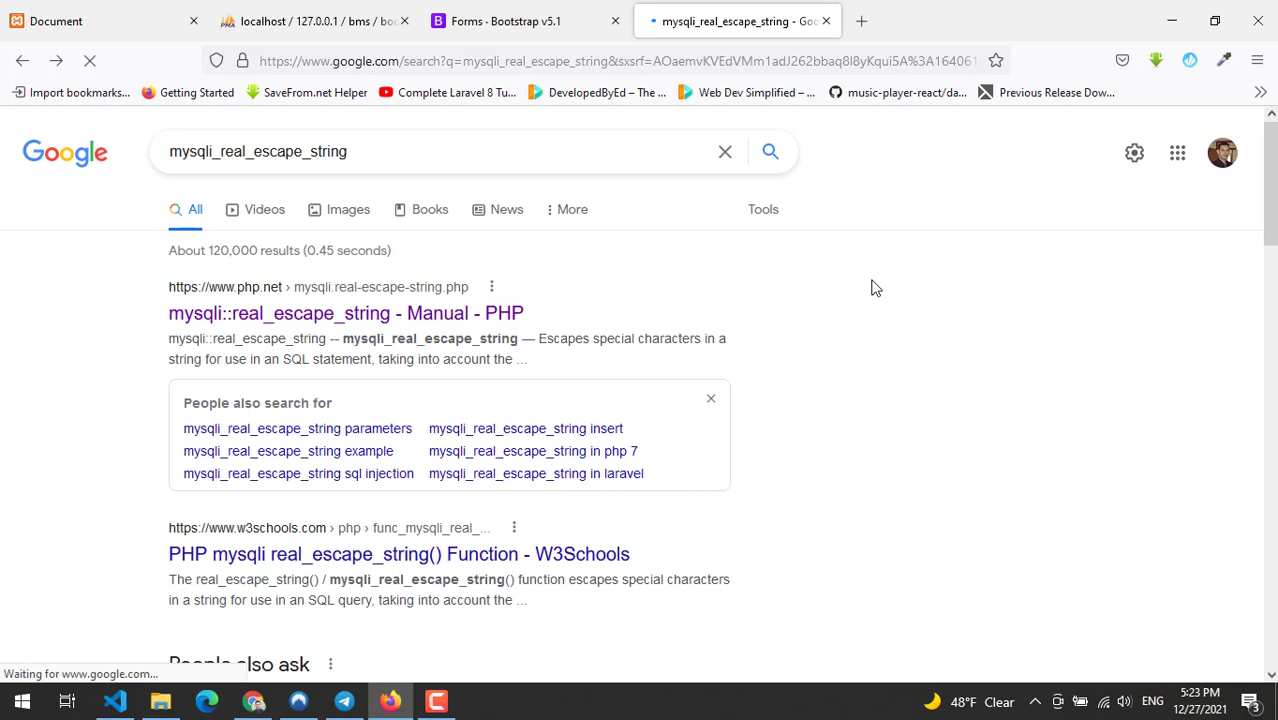 Document
localhost / 127.0.0.1 / bms / boo
Forms · Bootstrap v5.1
mysqli_real_escape_string - Goo
https://www.google.com/search?q=mysqli_real_escape_string&sxsrf=AOaemvKVEdVMm1adJ262bbaq8l8yKqui5A%3A164061
Import bookmarks...
Getting Started
SaveFrom.net Helper
Complete Laravel 8 Tu...
DevelopedByEd – The ...
Web Dev Simplified – ...
music-player-react/da...
Previous Release Dow...
Google
mysqli_real_escape_string
All
Videos
Images
Books
News
More
Tools
About 120,000 results (0.45 seconds)
https://www.php.net › mysqli.real-escape-string.php
mysqli::real_escape_string - Manual - PHP
mysqli::real_escape_string -- mysqli_real_escape_string — Escapes special characters in a
string for use in an SQL statement, taking into account the ...
People also search for
mysqli_real_escape_string parameters
mysqli_real_escape_string insert
mysqli_real_escape_string example
mysqli_real_escape_string in php 7
mysqli_real_escape_string sql injection
mysqli_real_escape_string in laravel
https://www.w3schools.com › php › func_mysqli_real_...
PHP mysqli real_escape_string() Function - W3Schools
The real_escape_string() / mysqli_real_escape_string() function escapes special characters
in a string for use in an SQL query, taking into account the ...
People also ask
Waiting for www.google.com...
48°F Clear
ENG
5:23 PM
12/27/2021
3